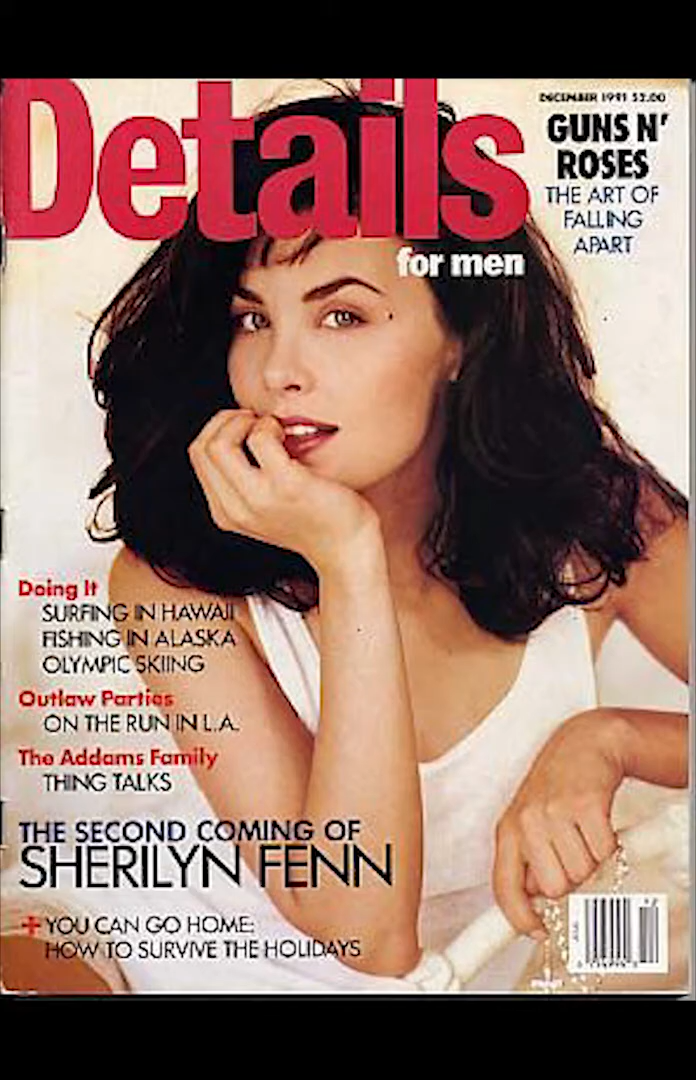 Details
for men
DECEMBER 1991 $2.00
GUNS N'
ROSES
THE ART OF
FALLING
APART
Doing It
SURFING IN HAWAII
FISHING IN ALASKA
OLYMPIC SKIING
Outlaw Parties
ON THE RUN IN L.A.
The Addams Family
THING TALKS
THE SECOND COMING OF
SHERILYN FENN
+ YOU CAN GO HOME:
HOW TO SURVIVE THE HOLIDAYS